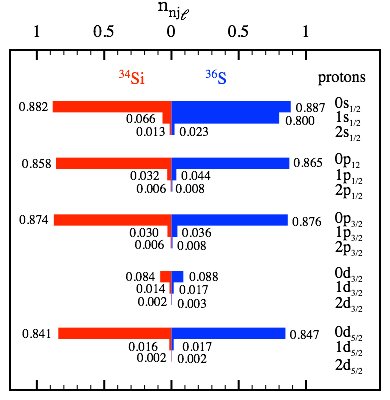 n_njℓ
1 0.5 0 0.5 1
³⁴Si ³⁶S protons
0.882 0.887 0s₁/₂
0.066 0.800 1s₁/₂
0.013 0.023 2s₁/₂
0.858 0.865 0p₁₂
0.032 0.044 1p₁/₂
0.006 0.008 2p₁/₂
0.874 0.876 0p₃/₂
0.030 0.036 1p₃/₂
0.006 0.008 2p₃/₂
0.084 0.088 0d₃/₂
0.014 0.017 1d₃/₂
0.002 0.003 2d₃/₂
0.841 0.847 0d₅/₂
0.016 0.017 1d₅/₂
0.002 0.002 2d₅/₂